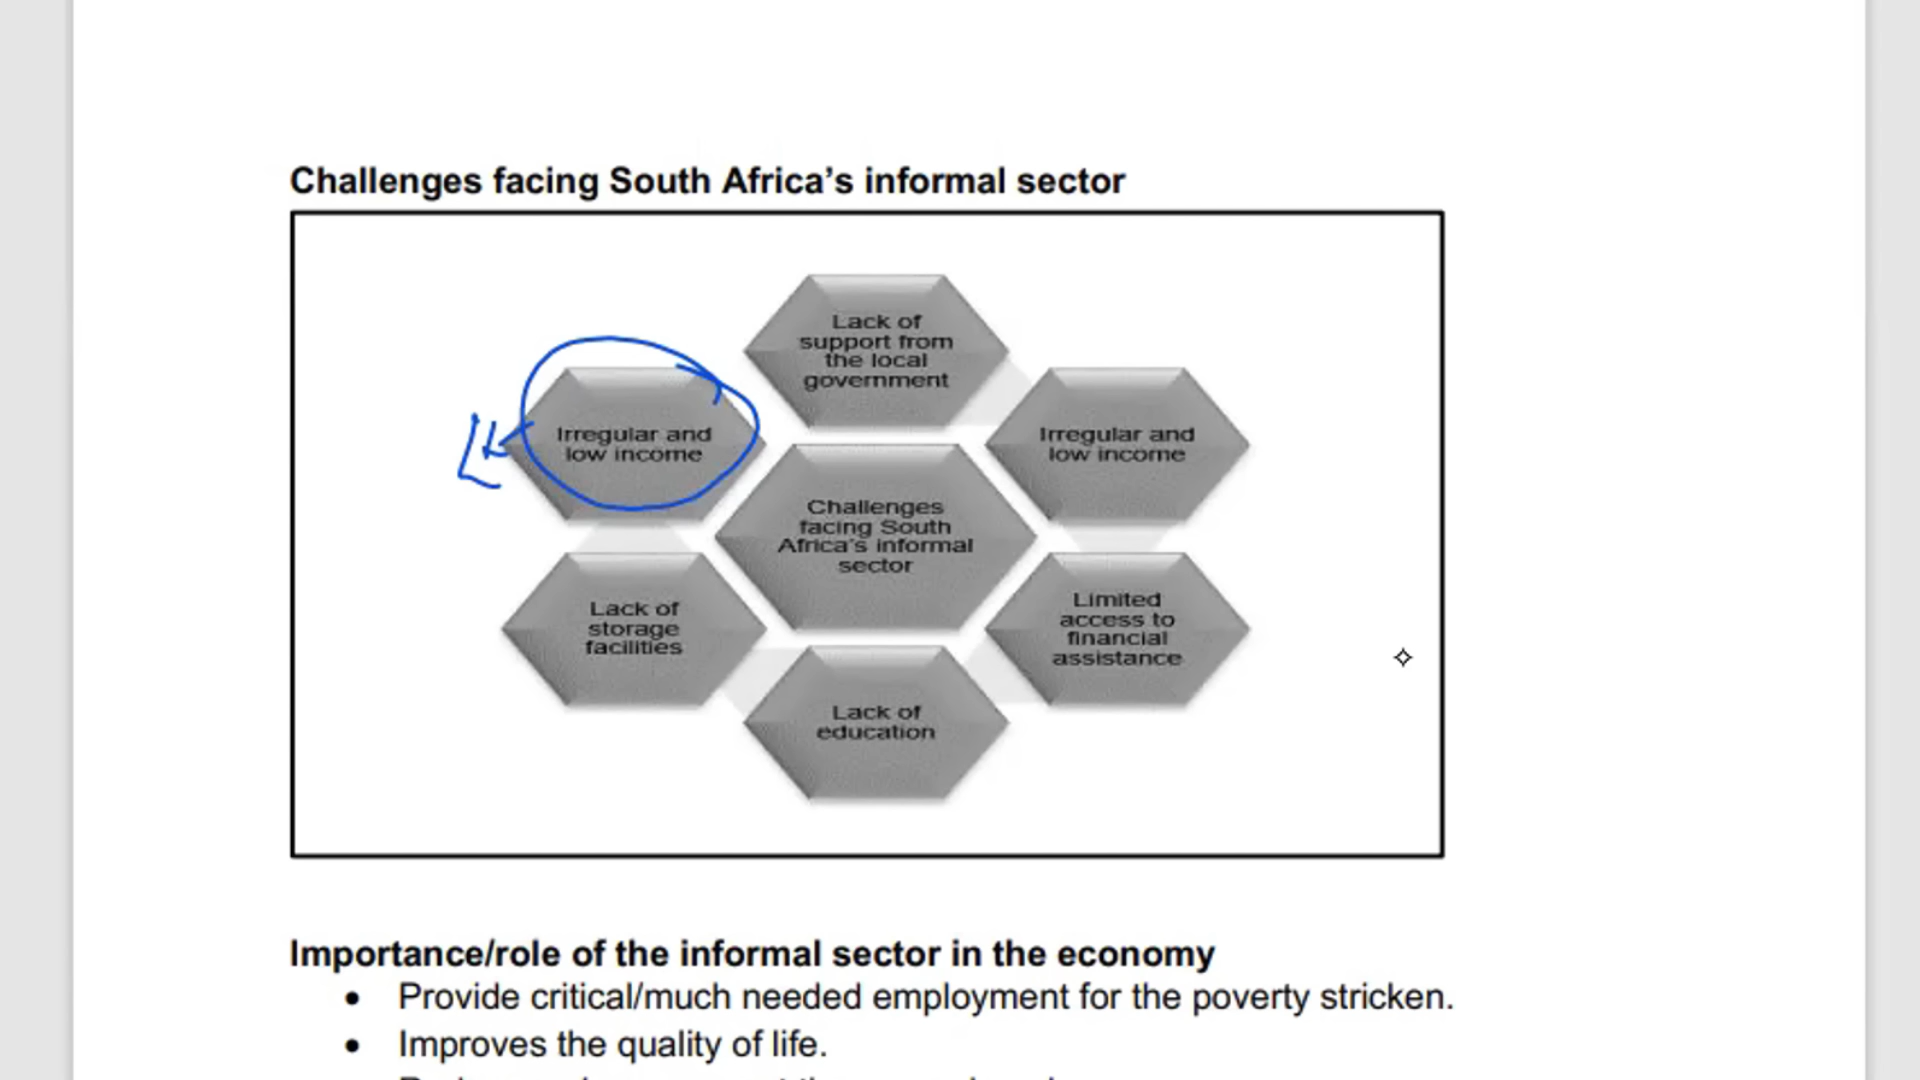 Challenges facing South Africa's informal sector
Lack of
support from
the local
government
Irregular and
low income
Irregular and
low income
Challenges
facing South
Africa's informal
sector
Lack of
storage
facilities
Limited
access to
financial
assistance
Lack of
education
Importance/role of the informal sector in the economy
• Provide critical/much needed employment for the poverty stricken.
• Improves the quality of life.